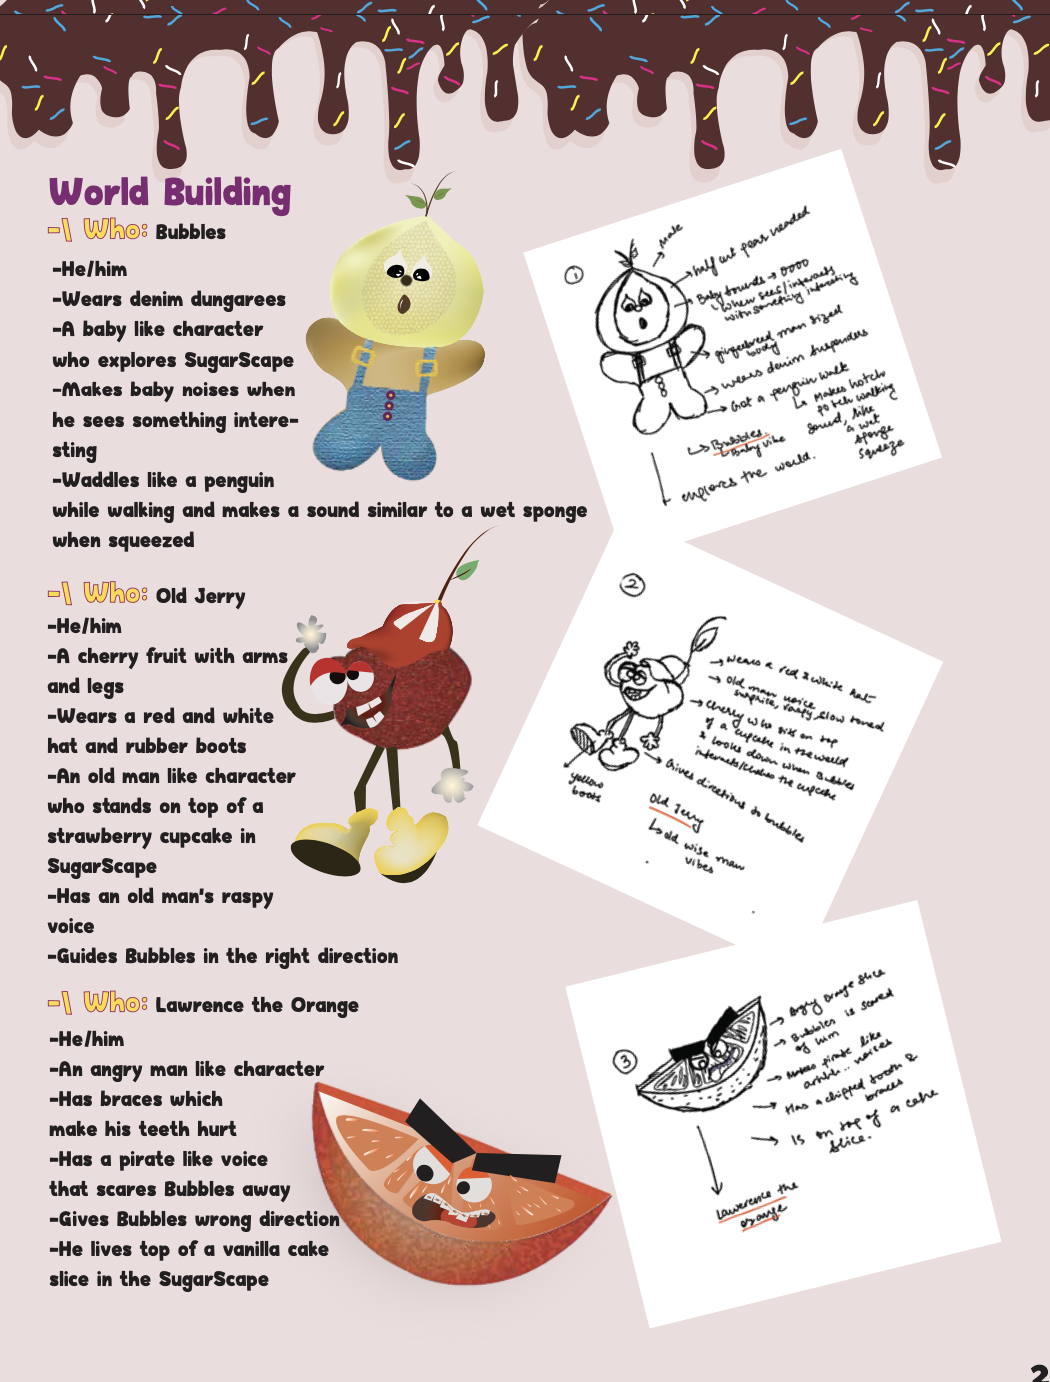 World Building
-\ Who: Bubbles
-He/him
-Wears denim dungarees
-A baby like character
who explores SugarScape
-Makes baby noises when
he sees something intere-
sting
-Waddles like a penguin
while walking and makes a sound similar to a wet sponge
when squeezed
-\ Who: Old Jerry
-He/him
-A cherry fruit with arms
and legs
-Wears a red and white
hat and rubber boots
-An old man like character
who stands on top of a
strawberry cupcake in
SugarScape
-Has an old man's raspy
voice
-Guides Bubbles in the right direction
-\ Who: Lawrence the Orange
-He/him
-An angry man like character
-Has braces which
make his teeth hurt
-Has a pirate like voice
that scares Bubbles away
-Gives Bubbles wrong direction
-He lives top of a vanilla cake
slice in the SugarScape
1
male
half cut pear headed
Baby sounds → oooo
when sees/interacts
with something interesting
gingerbread man sized
body
wears denim suspenders
Got a penguin walk
Makes hotch
potch walking
sound, like
a wet
sponge
squeeze
Bubbles
baby vibe
explores the world.
2
wears a red & white hat
old man voice
surprise, raspy, slow toned
cherry who sits on top
of a cupcake in the world
& looks down when Bubbles
interacts/clashes the cupcake
Gives directions to bubbles
yellow
boots
Old Jerry
old wise man
vibes
3
Angry orange slice
Bubbles is scared
of him
Makes pirate like
arhhh.. noises
Has a chipped tooth &
braces
Is on top of a cake
slice.
Lawrence the
orange
2